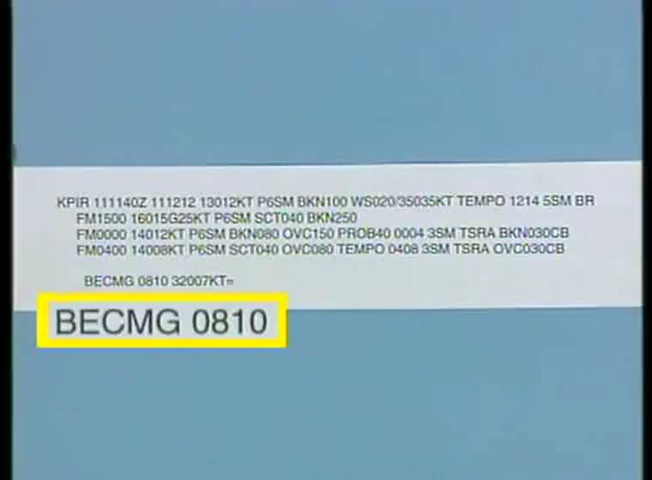 KPIR 111140Z 111212 13012KT P6SM BKN100 WS020/35035KT TEMPO 1214 5SM BR
FM1500 16015G25KT P6SM SCT040 BKN250
FM0000 14012KT P6SM BKN080 OVC150 PROB40 0004 3SM TSRA BKN030CB
FM0400 14008KT P6SM SCT040 OVC080 TEMPO 0408 3SM TSRA OVC030CB
BECMG 0810 32007KT=
BECMG 0810